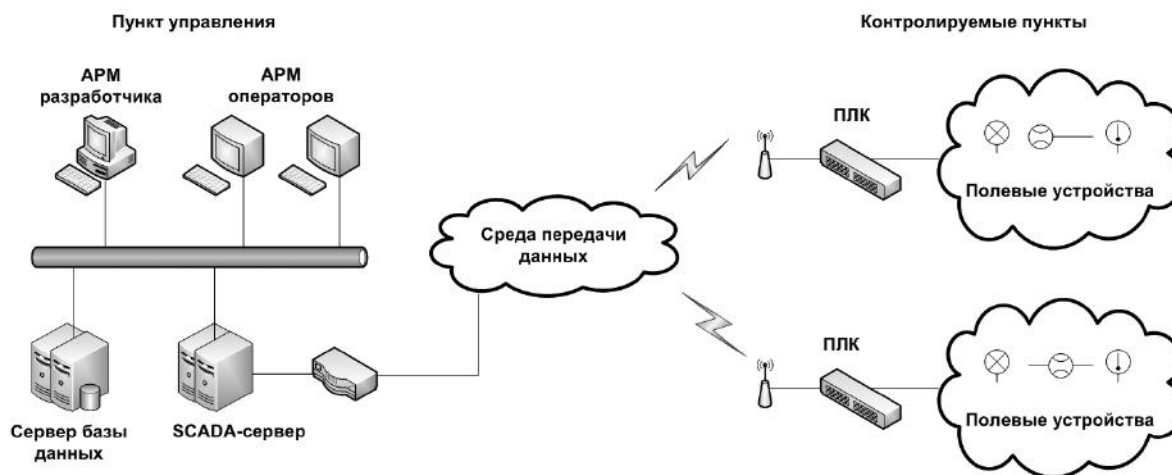 Пункт управления
Контролируемые пункты
АРМ
разработчика
АРМ
операторов
ПЛК
Полевые устройства
Среда передачи
данных
ПЛК
Полевые устройства
Сервер базы
данных
SCADA-сервер